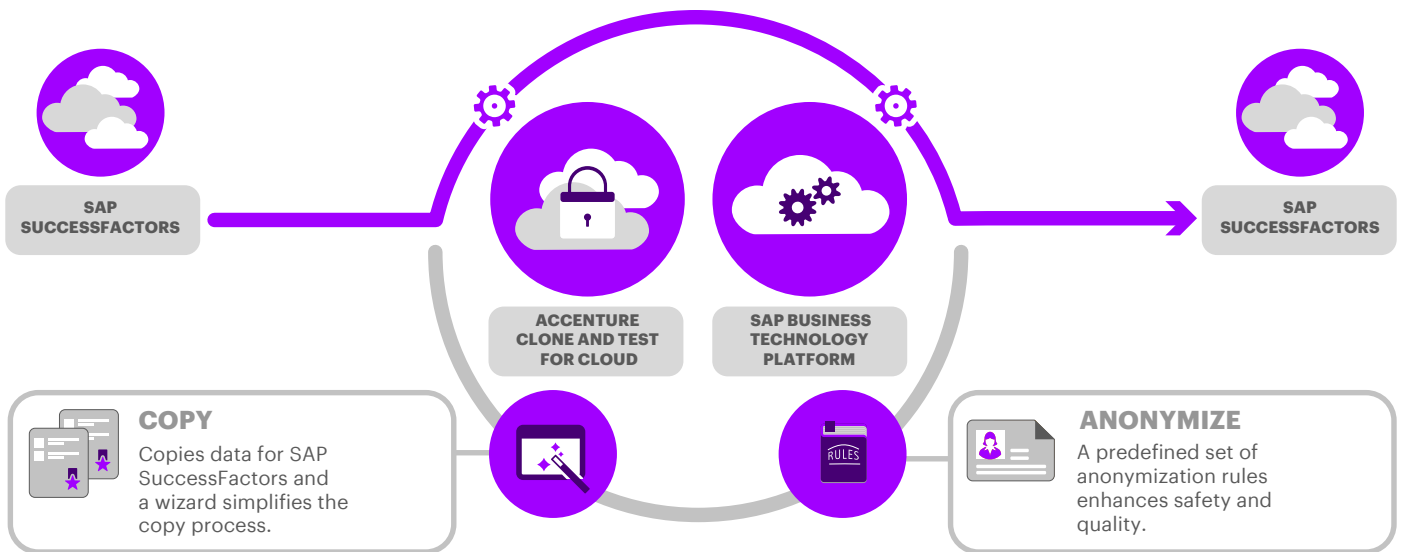 SAP
SUCCESSFACTORS
SAP
SUCCESSFACTORS
ACCENTURE
CLONE AND TEST
FOR CLOUD
SAP BUSINESS
TECHNOLOGY
PLATFORM
COPY
Copies data for SAP
SuccessFactors and
a wizard simplifies the
copy process.
RULES
ANONYMIZE
A predefined set of
anonymization rules
enhances safety and
quality.